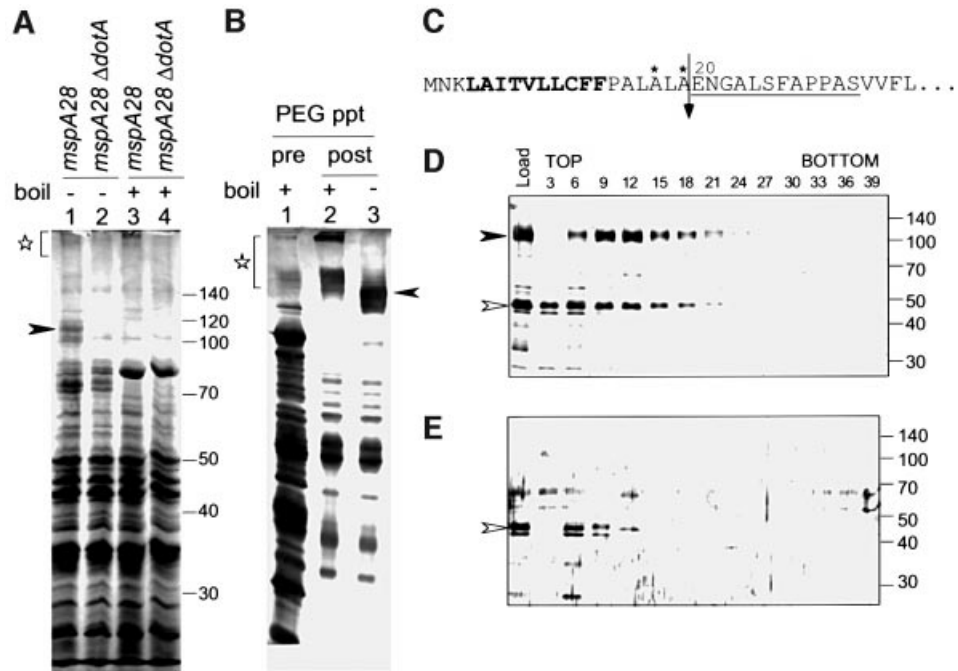 A
mspA28
mspA28 ΔdotA
mspA28
mspA28 ΔdotA
boil - - + +
1 2 3 4
140
120
100
70
50
40
30
B
PEG ppt
pre post
boil + + -
1 2 3
C
* *
20
MNKLAITVLLCFFPALALAENGALSFAPPASVVFL...
D
Load TOP BOTTOM
3 6 9 12 15 18 21 24 27 30 33 36 39
140
100
70
50
40
30
E
140
100
70
50
40
30